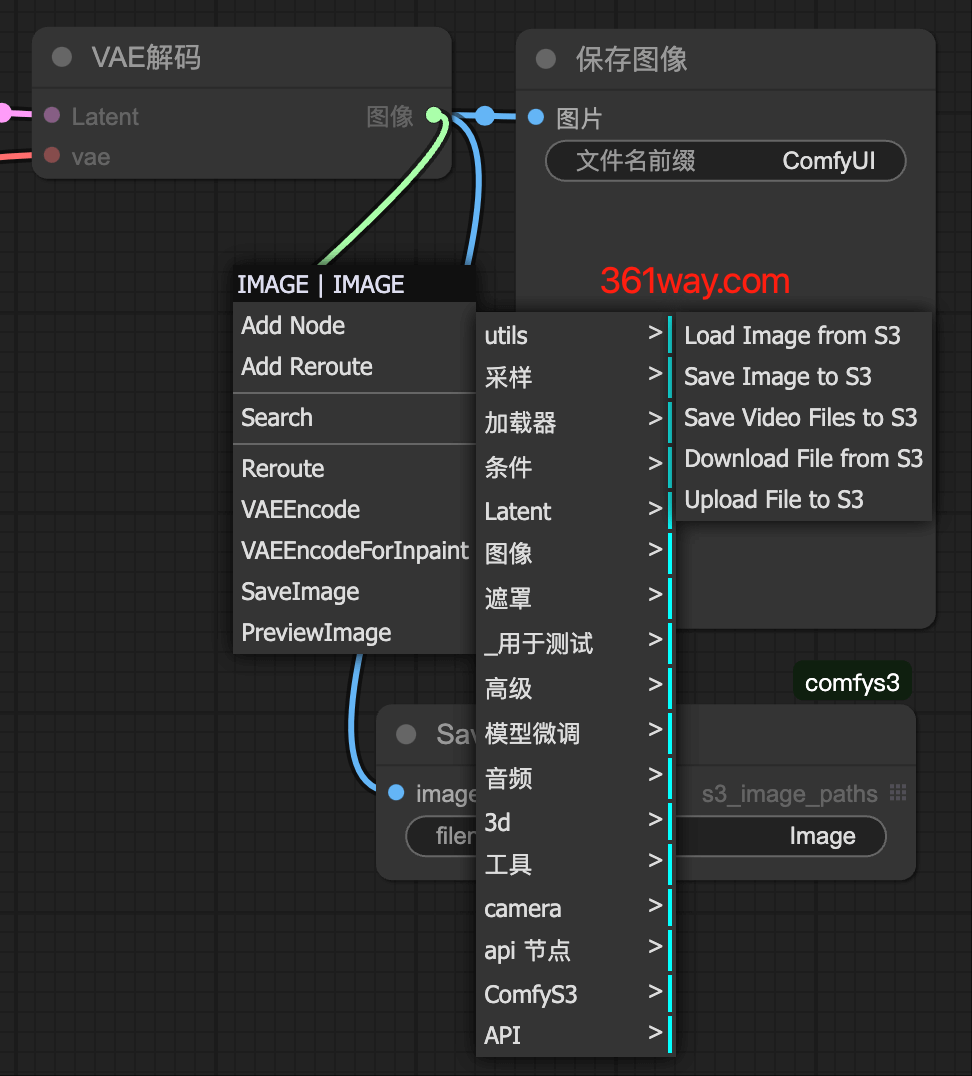 VAE解码
Latent
图像
vae
保存图像
图片
文件名前缀
ComfyUI
361way.com
IMAGE | IMAGE
Add Node
Add Reroute
Search
Reroute
VAEEncode
VAEEncodeForInpaint
SaveImage
PreviewImage
utils >
采样 >
加载器 >
条件 >
Latent >
图像 >
遮罩 >
_用于测试 >
高级 >
模型微调 >
音频 >
3d >
工具 >
camera >
api 节点 >
ComfyS3 >
API >
Load Image from S3
Save Image to S3
Save Video Files to S3
Download File from S3
Upload File to S3
comfys3
image
s3_image_paths
Image